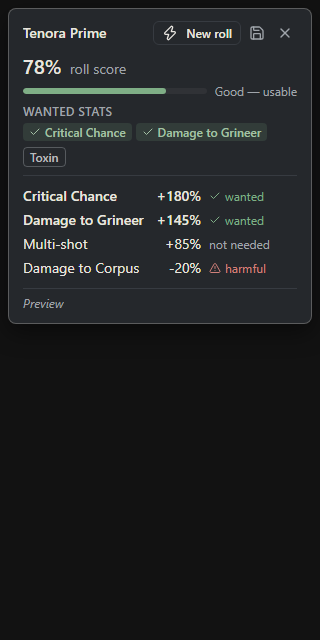 Tenora Prime New roll
78% roll score
Good — usable
WANTED STATS
Critical Chance Damage to Grineer
Toxin
Critical Chance +180% wanted
Damage to Grineer +145% wanted
Multi-shot +85% not needed
Damage to Corpus -20% harmful
Preview